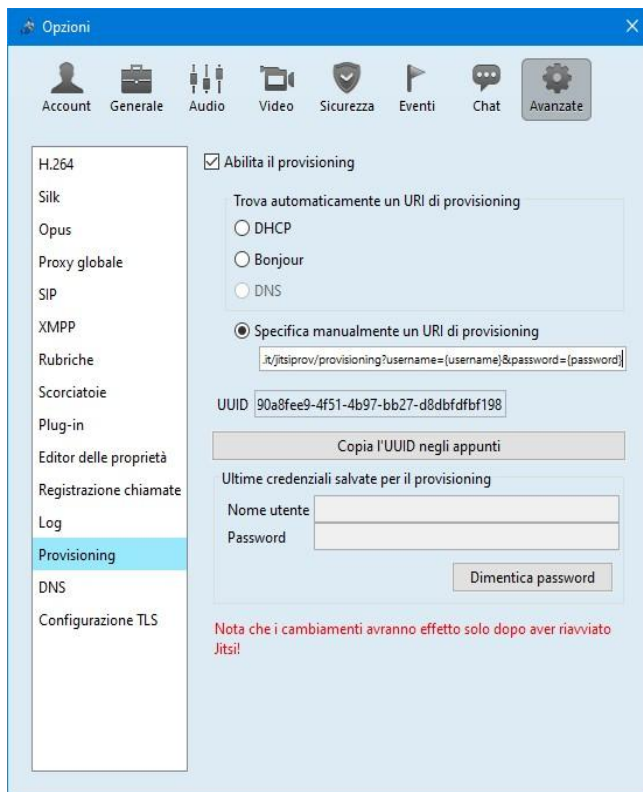 Opzioni
Account Generale Audio Video Sicurezza Eventi Chat Avanzate
H.264
Silk
Opus
Proxy globale
SIP
XMPP
Rubriche
Scorciatoie
Plug-in
Editor delle proprietà
Registrazione chiamate
Log
Provisioning
DNS
Configurazione TLS
Abilita il provisioning
Trova automaticamente un URI di provisioning
DHCP
Bonjour
DNS
Specifica manualmente un URI di provisioning
.it/jitsiprov/provisioning?username={username}&password={password}
UUID 90a8fee9-4f51-4b97-bb27-d8dbfdfbf198
Copia l'UUID negli appunti
Ultime credenziali salvate per il provisioning
Nome utente
Password
Dimentica password
Nota che i cambiamenti avranno effetto solo dopo aver riavviato
Jitsi!